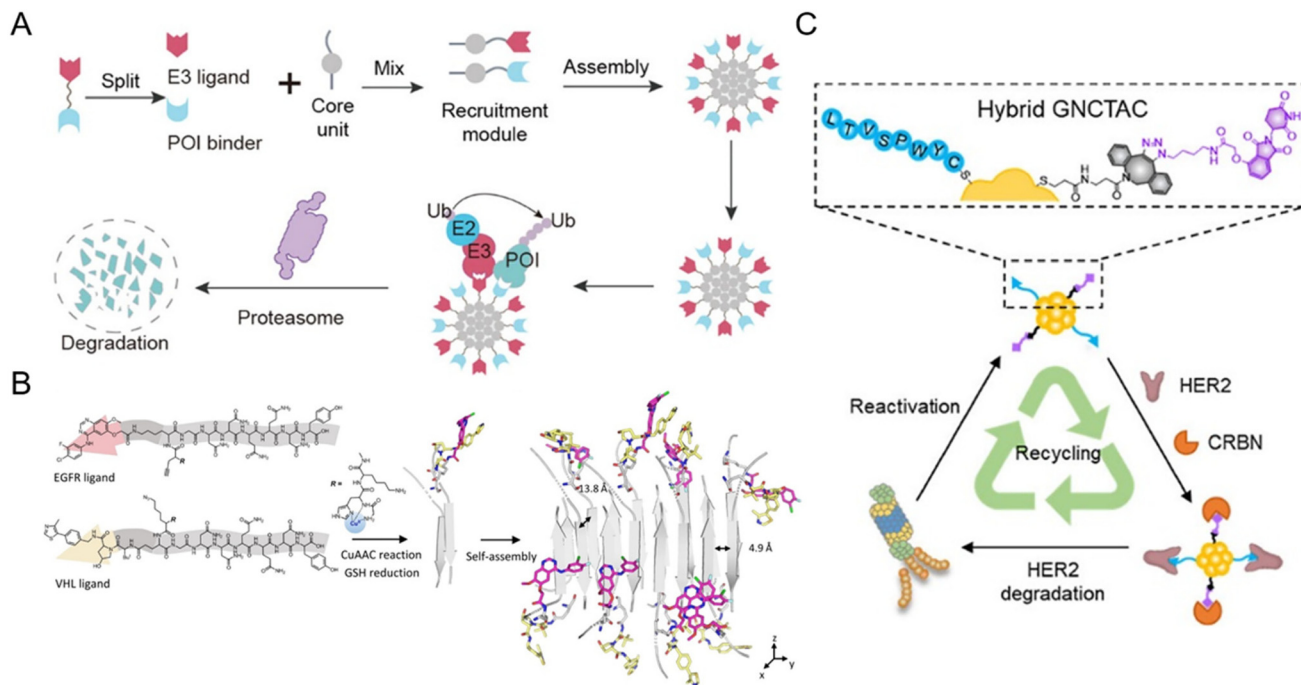 A
Split
E3 ligand
POI binder
+
Core
unit
Mix
Recruitment
module
Assembly
Ub
Ub
E2
E3
POI
Proteasome
Degradation
B
EGFR ligand
VHL ligand
R =
Cu
CuAAC reaction
GSH reduction
Self-assembly
13.8 Å
4.9 Å
z
y
x
C
Hybrid GNCTAC
L T V S P W Y C
S
S
Reactivation
Recycling
HER2
CRBN
HER2
degradation